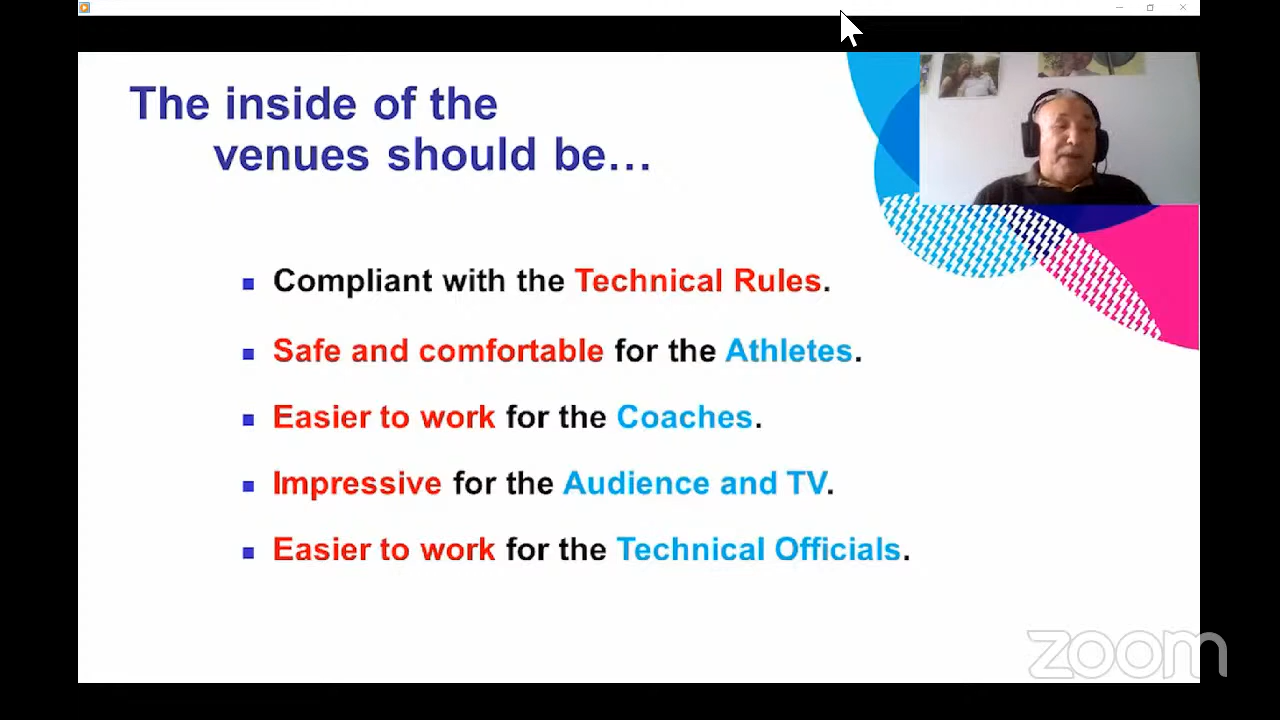 The inside of the
venues should be…
Compliant with the Technical Rules.
Safe and comfortable for the Athletes.
Easier to work for the Coaches.
Impressive for the Audience and TV.
Easier to work for the Technical Officials.
zoom